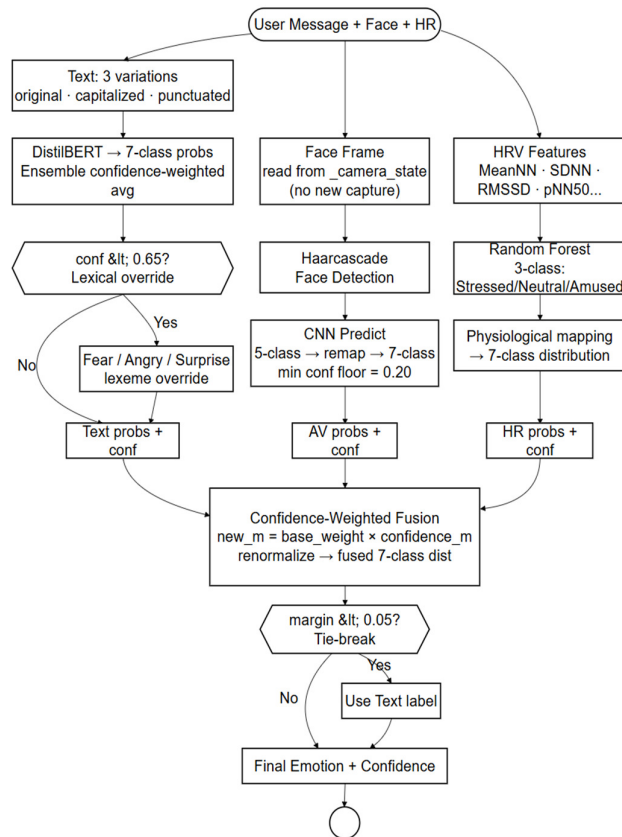 User Message + Face + HR
Text: 3 variations
original · capitalized · punctuated
DistilBERT → 7-class probs
Ensemble confidence-weighted
avg
conf &lt; 0.65?
Lexical override
No
Yes
Fear / Angry / Surprise
lexeme override
Text probs +
conf
Face Frame
read from _camera_state
(no new capture)
Haarcascade
Face Detection
CNN Predict
5-class → remap → 7-class
min conf floor = 0.20
AV probs +
conf
HRV Features
MeanNN · SDNN ·
RMSSD · pNN50...
Random Forest
3-class:
Stressed/Neutral/Amused
Physiological mapping
→ 7-class distribution
HR probs +
conf
Confidence-Weighted Fusion
new_m = base_weight × confidence_m
renormalize → fused 7-class dist
margin &lt; 0.05?
Tie-break
No
Yes
Use Text label
Final Emotion + Confidence